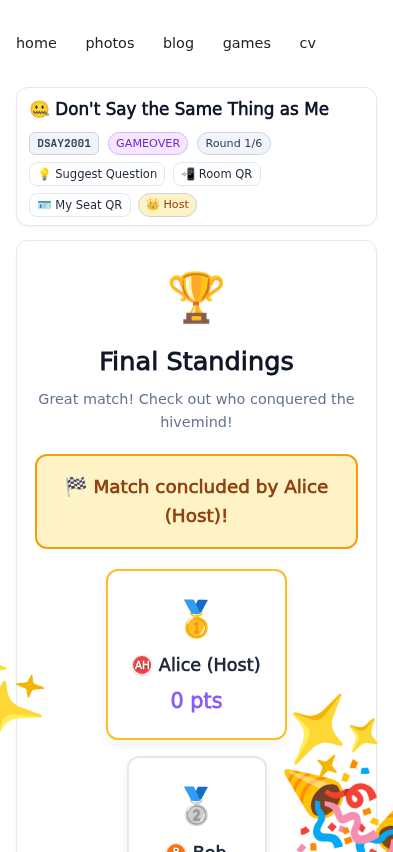 home photos blog games cv
🤐 Don't Say the Same Thing as Me
DSAY2001 GAMEOVER Round 1/6
💡 Suggest Question 📲 Room QR
🪪 My Seat QR 👑 Host
Final Standings
Great match! Check out who conquered the
hivemind!
🏁 Match concluded by Alice
(Host)!
AH Alice (Host)
0 pts
B Bob